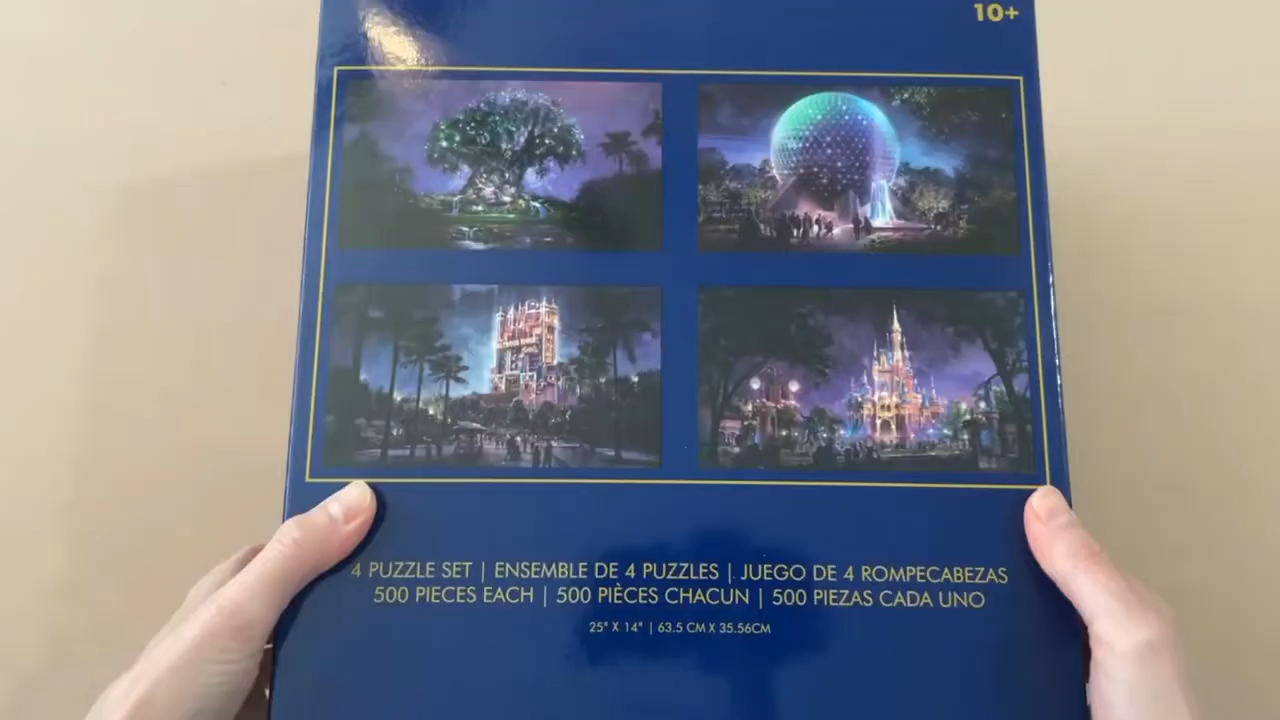 10+
4 PUZZLE SET | ENSEMBLE DE 4 PUZZLES | JUEGO DE 4 ROMPECABEZAS
500 PIECES EACH | 500 PIÈCES CHACUN | 500 PIEZAS CADA UNO
25" X 14" | 63.5 CM X 35.56CM